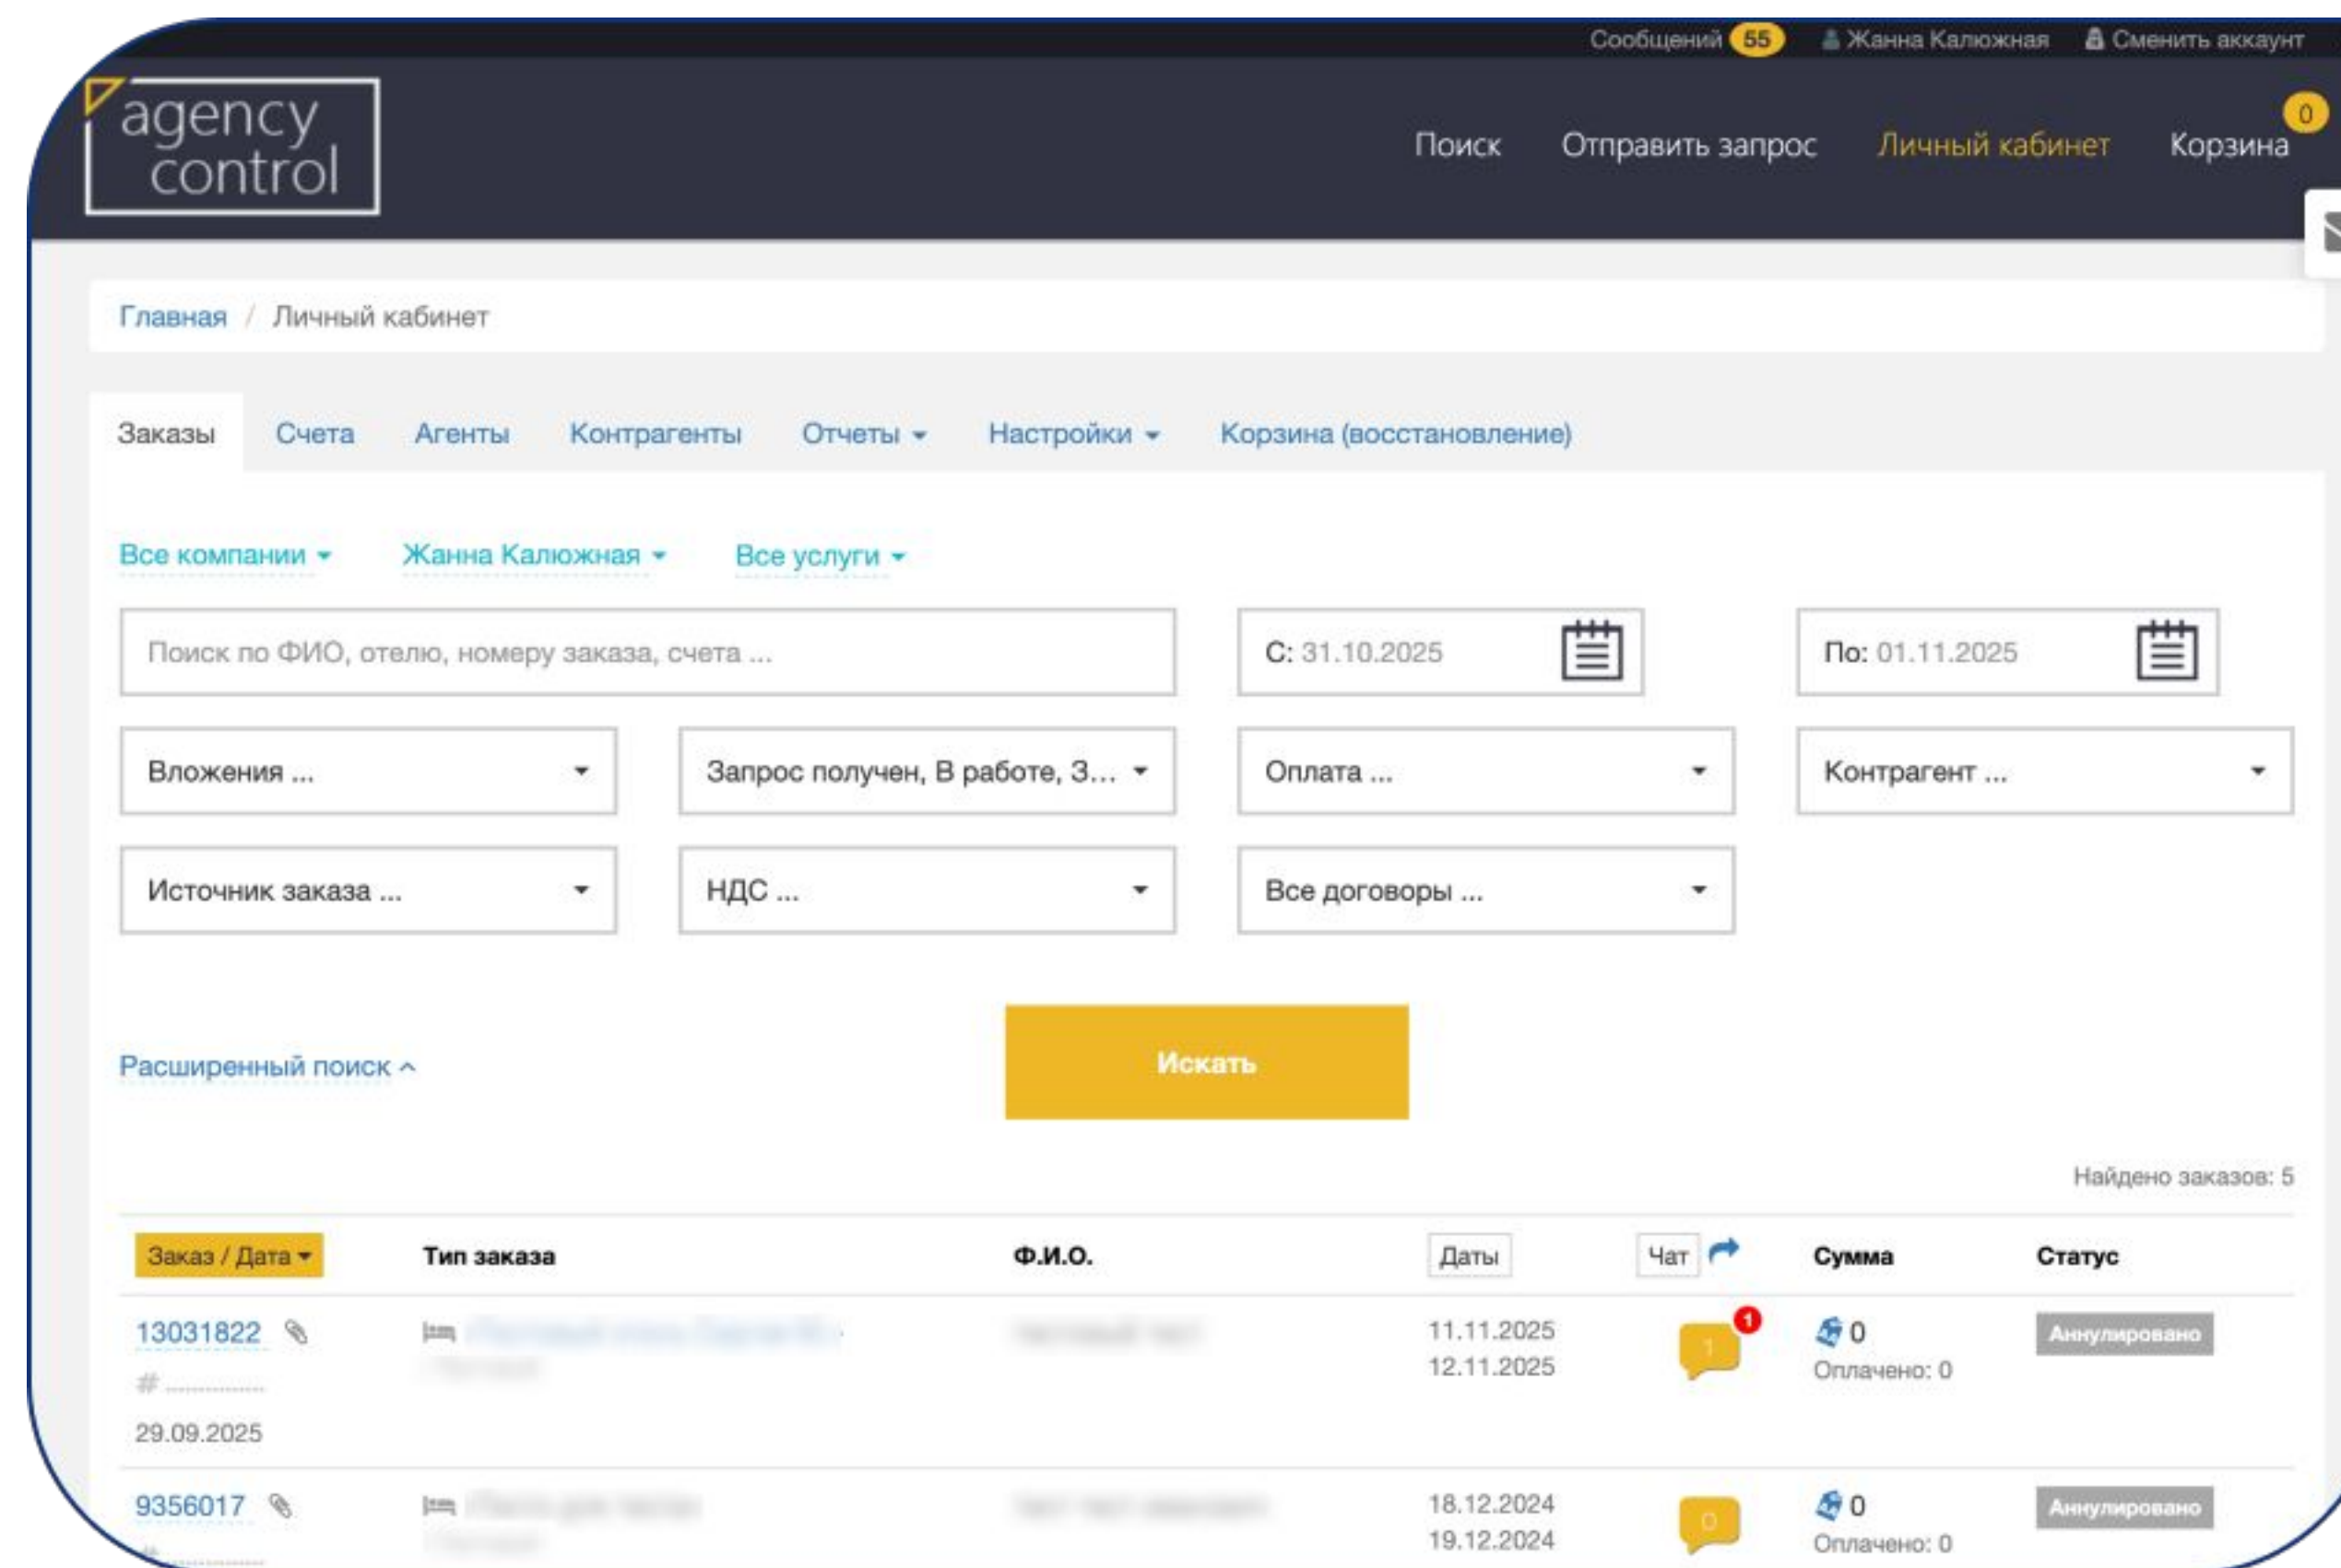 Сообщений 55 Жанна Калюжная Сменить аккаунт
agency
control
Поиск Отправить запрос Личный кабинет Корзина 0
Главная / Личный кабинет
Заказы Счета Агенты Контрагенты Отчеты Настройки Корзина (восстановление)
Все компании Жанна Калюжная Все услуги
Поиск по ФИО, отелю, номеру заказа, счета ... С: 31.10.2025 По: 01.11.2025
Вложения ... Запрос получен, В работе, З... Оплата ... Контрагент ...
Источник заказа ... НДС ... Все договоры ...
Расширенный поиск Искать
Найдено заказов: 5
Заказ / Дата Тип заказа Ф.И.О. Даты Чат Сумма Статус
13031822 11.11.2025 1 1 0 Аннулировано
# ............... 12.11.2025 Оплачено: 0
29.09.2025
9356017 18.12.2024 0 0 Аннулировано
# ............... 19.12.2024 Оплачено: 0